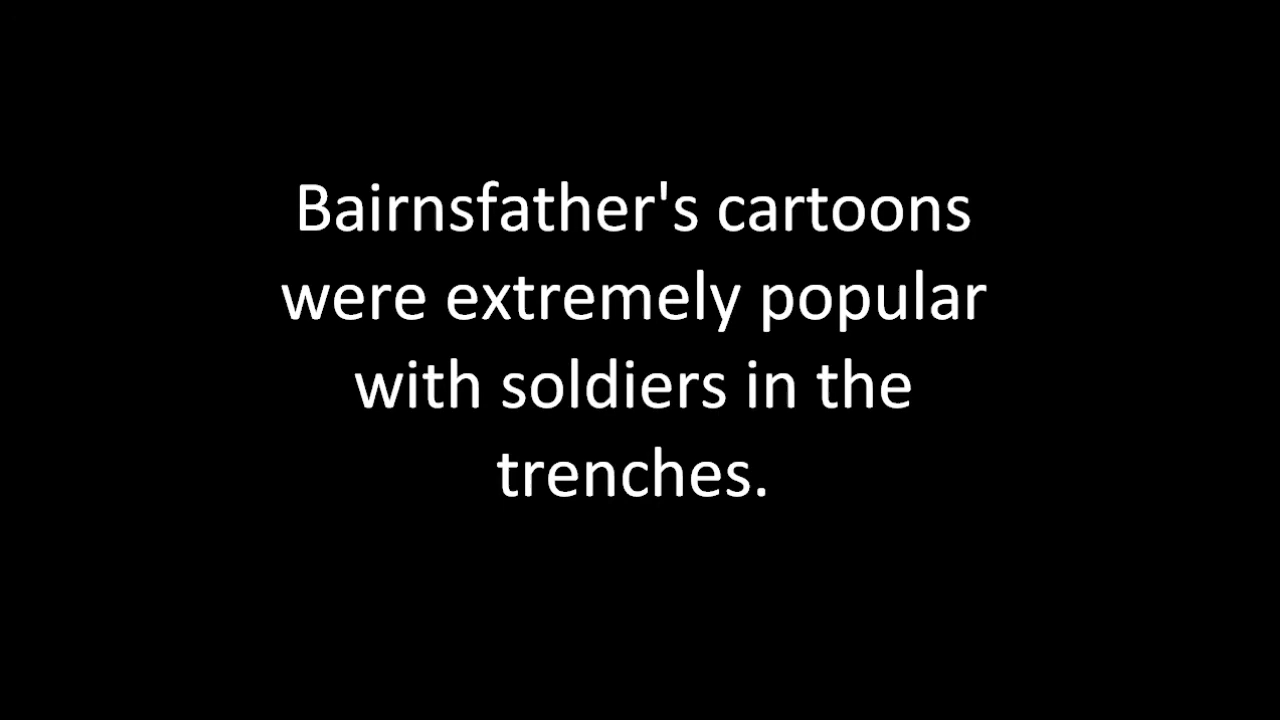 Bairnsfather's cartoons
were extremely popular
with soldiers in the
trenches.